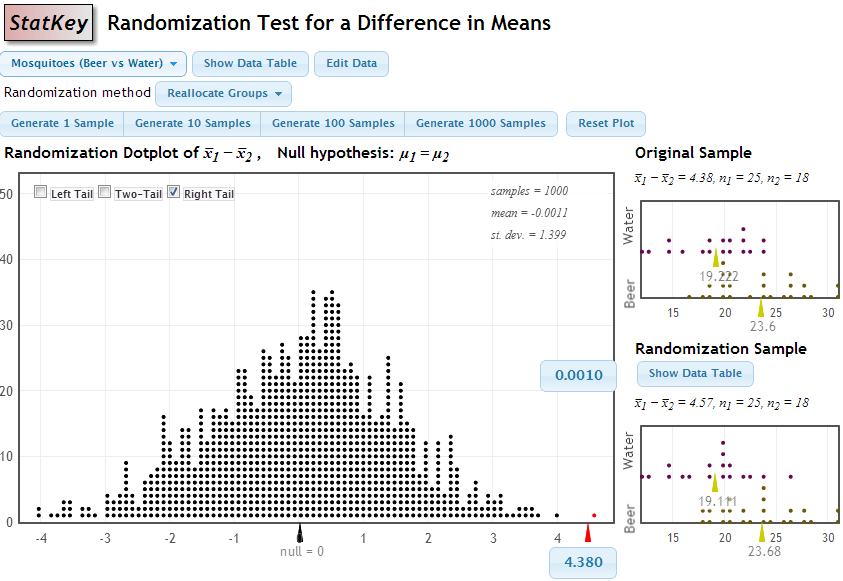 StatKey Randomization Test for a Difference in Means
Mosquitoes (Beer vs Water) Show Data Table Edit Data
Randomization method Reallocate Groups
Generate 1 Sample Generate 10 Samples Generate 100 Samples Generate 1000 Samples Reset Plot
Randomization Dotplot of x̄1 − x̄2 , Null hypothesis: μ1 = μ2
Left Tail Two-Tail Right Tail
samples = 1000
mean = -0.0011
st. dev. = 1.399
50
40
30
20
10
0
0.0010
-4 -3 -2 -1 0 1 2 3 4
null = 0
4.380
Original Sample
x̄1 − x̄2 = 4.38, n1 = 25, n2 = 18
Water
19.222
Beer
15 20 25 30
23.6
Randomization Sample
Show Data Table
x̄1 − x̄2 = 4.57, n1 = 25, n2 = 18
Water
19.111
Beer
15 20 25 30
23.68